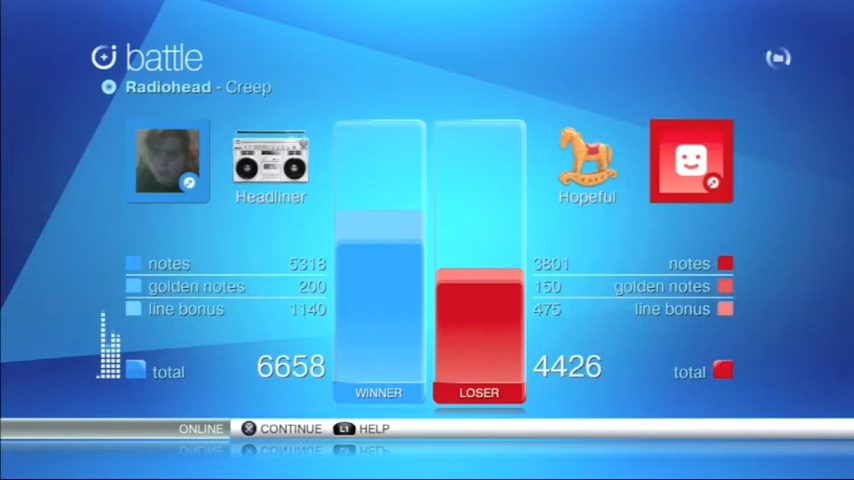 battle
Radiohead - Creep
Headliner
Hopeful
notes 5318
3801 notes
golden notes 200
150 golden notes
line bonus 1140
475 line bonus
total 6658
4426 total
WINNER
LOSER
ONLINE
CONTINUE
L1 HELP